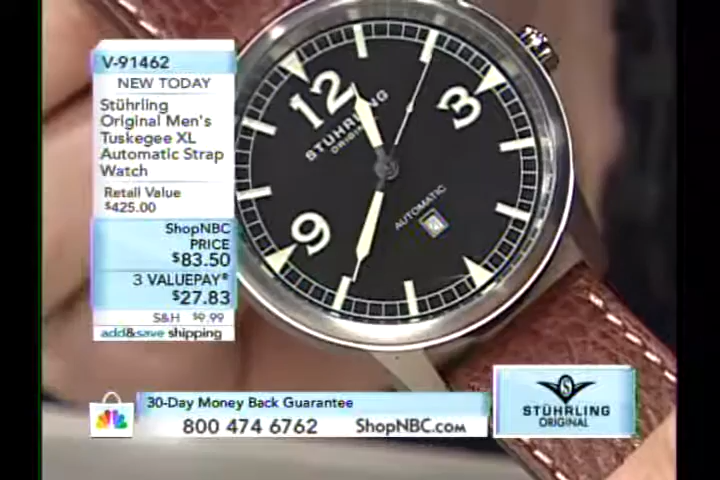 V-91462
NEW TODAY
Stührling
Original Men's
Tuskegee XL
Automatic Strap
Watch
Retail Value
$425.00
ShopNBC
PRICE
$83.50
3 VALUEPAY®
$27.83
S&H $9.99
add&save shipping
12
3
9
STÜHRLING
ORIGINAL
AUTOMATIC
30-Day Money Back Guarantee
800 474 6762 ShopNBC.com
S
STÜHRLING
ORIGINAL